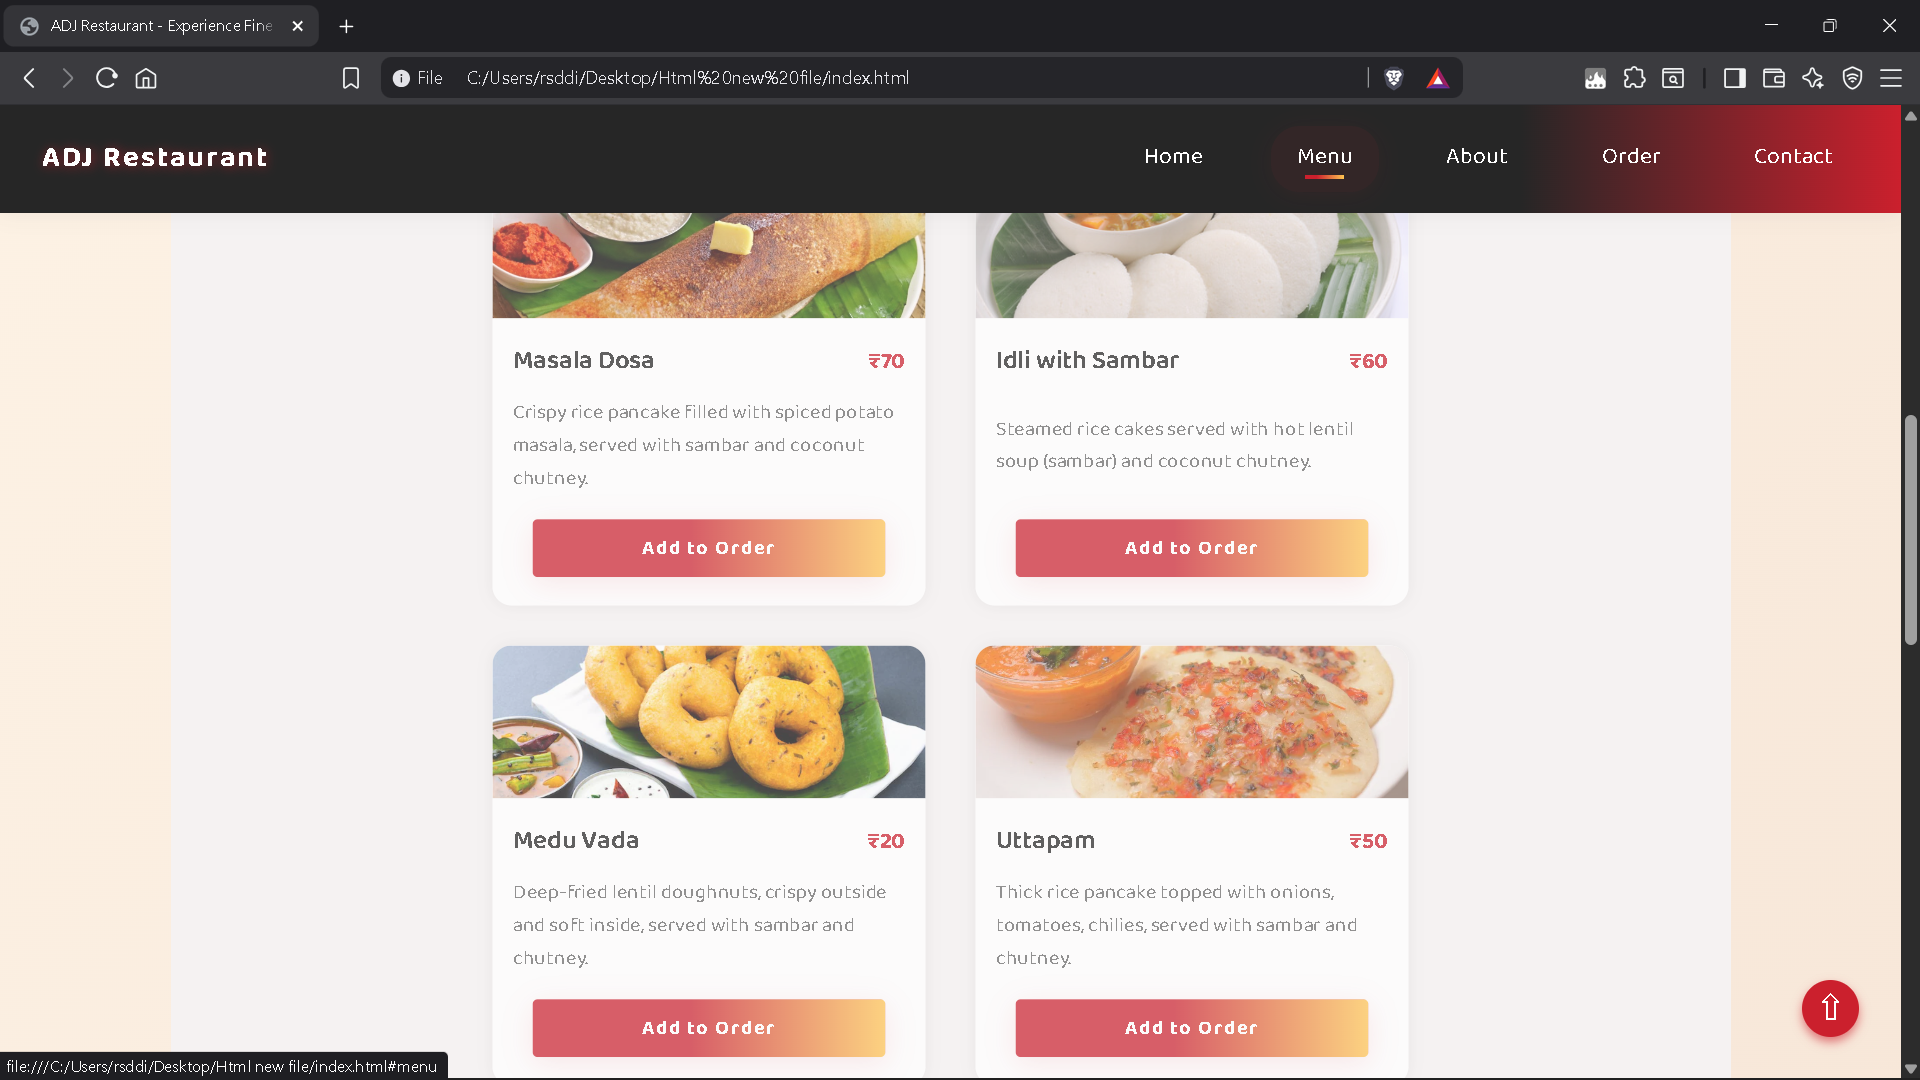 ADJ Restaurant - Experience Fine
File C:/Users/rsddi/Desktop/Html%20new%20file/index.html
ADJ Restaurant
Home Menu About Order Contact
Masala Dosa ₹70
Crispy rice pancake filled with spiced potato
masala, served with sambar and coconut
chutney.
Add to Order
Idli with Sambar ₹60
Steamed rice cakes served with hot lentil
soup (sambar) and coconut chutney.
Add to Order
Medu Vada ₹20
Deep-fried lentil doughnuts, crispy outside
and soft inside, served with sambar and
chutney.
Add to Order
Uttapam ₹50
Thick rice pancake topped with onions,
tomatoes, chilies, served with sambar and
chutney.
Add to Order
file:///C:/Users/rsddi/Desktop/Html new file/index.html#menu